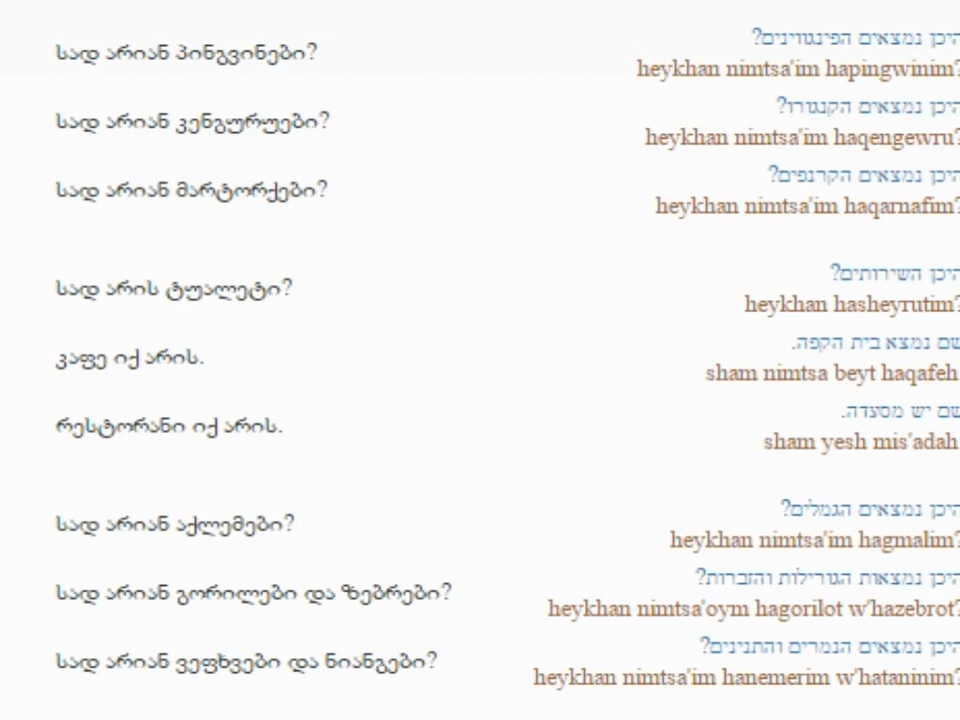 სად არიან პინგვინები?
היכן נמצאים הפינגווינים?
heykhan nimtsa'im hapingwinim?
სად არიან კენგურუები?
היכן נמצאים הקנגורו?
heykhan nimtsa'im haqengewru?
სად არიან მარტორქები?
היכן נמצאים הקרנפים?
heykhan nimtsa'im haqarnafim?
სად არის ტუალეტი?
היכן השירותים?
heykhan hasheyrutim?
კაფე იქ არის.
שם נמצא בית הקפה.
sham nimtsa beyt haqafeh
რესტორანი იქ არის.
שם יש מסעדה.
sham yesh mis'adah
სად არიან აქლემები?
היכן נמצאים הגמלים?
heykhan nimtsa'im hagmalim?
სად არიან გორილები და ზებრები?
היכן נמצאות הגורילות והזברות?
heykhan nimtsa'oym hagorilot w'hazebrot?
სად არიან ვეფხვები და ნიანგები?
היכן נמצאים הנמרים והתנינים?
heykhan nimtsa'im hanemerim w'hataninim?